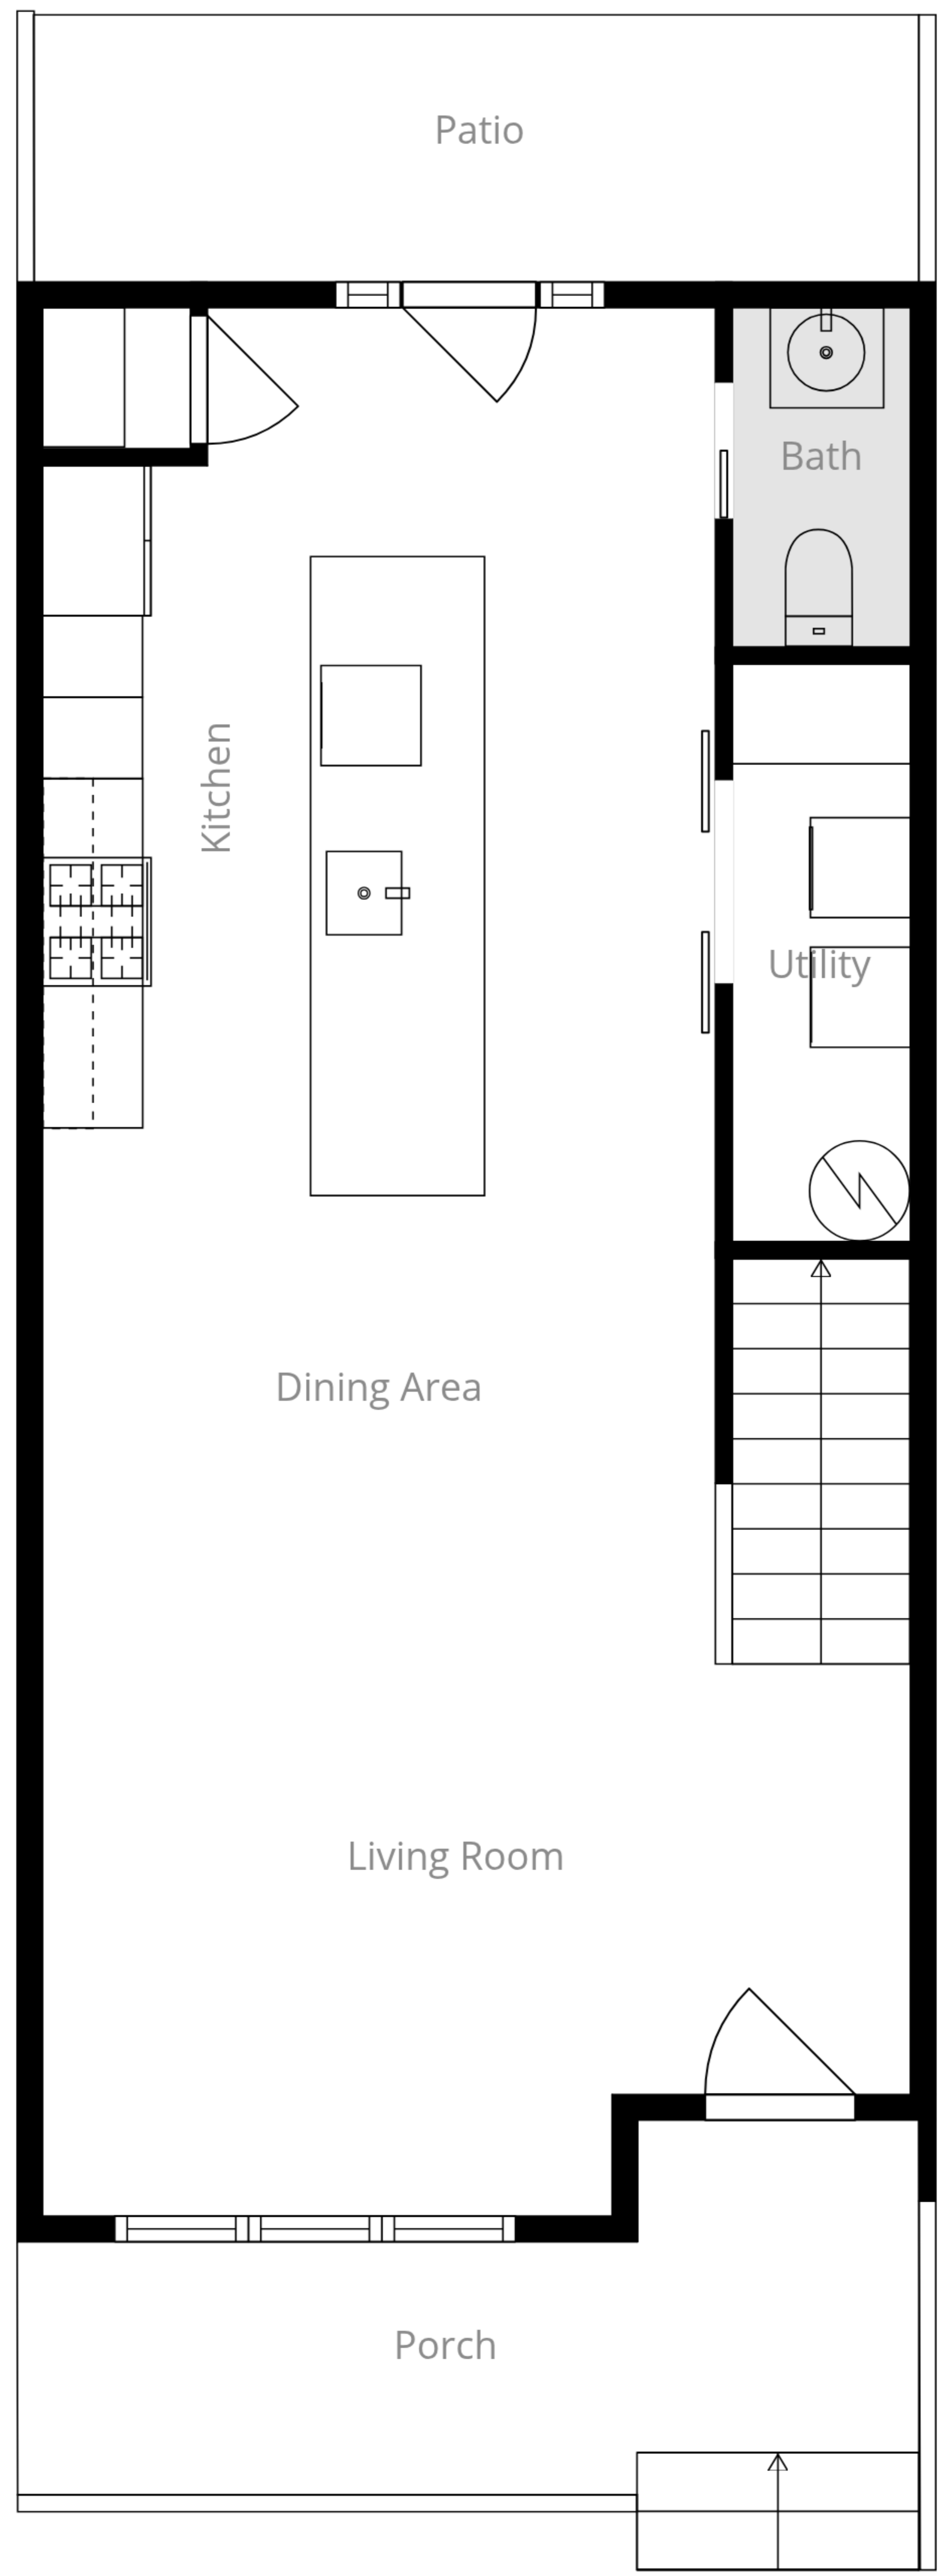 Patio
Bath
Kitchen
Utility
Dining Area
Living Room
Porch